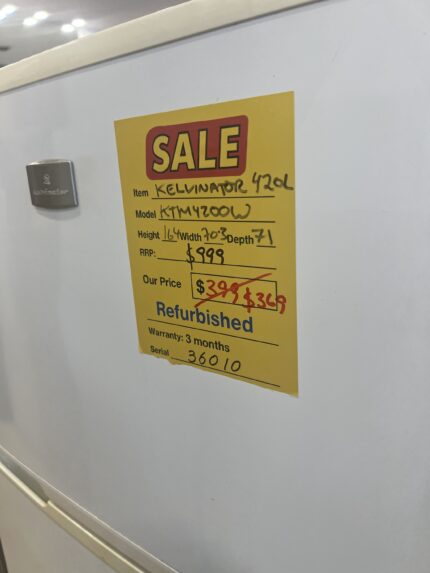 SALE
Item KELVINATOR 420L
Model KTM4200W
Height 164 Width 70.3 Depth 71
RRP: $999
Our Price $399 $369
Refurbished
Warranty: 3 months
Serial 36010